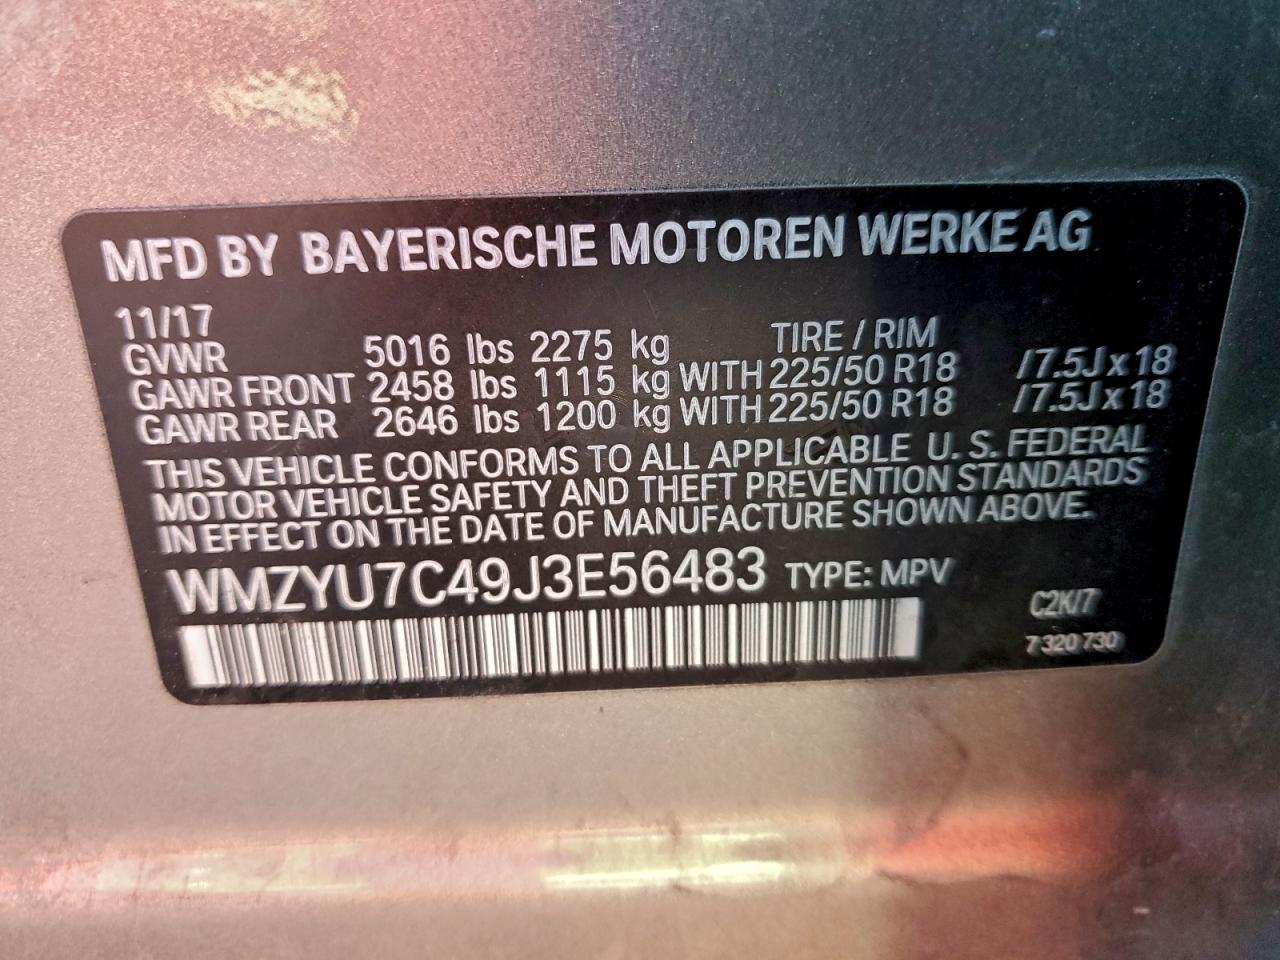 MFD BY BAYERISCHE MOTOREN WERKE AG
11/17
GVWR 5016 lbs 2275 kg TIRE / RIM
GAWR FRONT 2458 lbs 1115 kg WITH 225/50 R18 /7.5J x 18
GAWR REAR 2646 lbs 1200 kg WITH 225/50 R18 /7.5J x 18
THIS VEHICLE CONFORMS TO ALL APPLICABLE U. S. FEDERAL
MOTOR VEHICLE SAFETY AND THEFT PREVENTION STANDARDS
IN EFFECT ON THE DATE OF MANUFACTURE SHOWN ABOVE.
WMZYU7C49J3E56483 TYPE: MPV
C2K/7
7 320 730